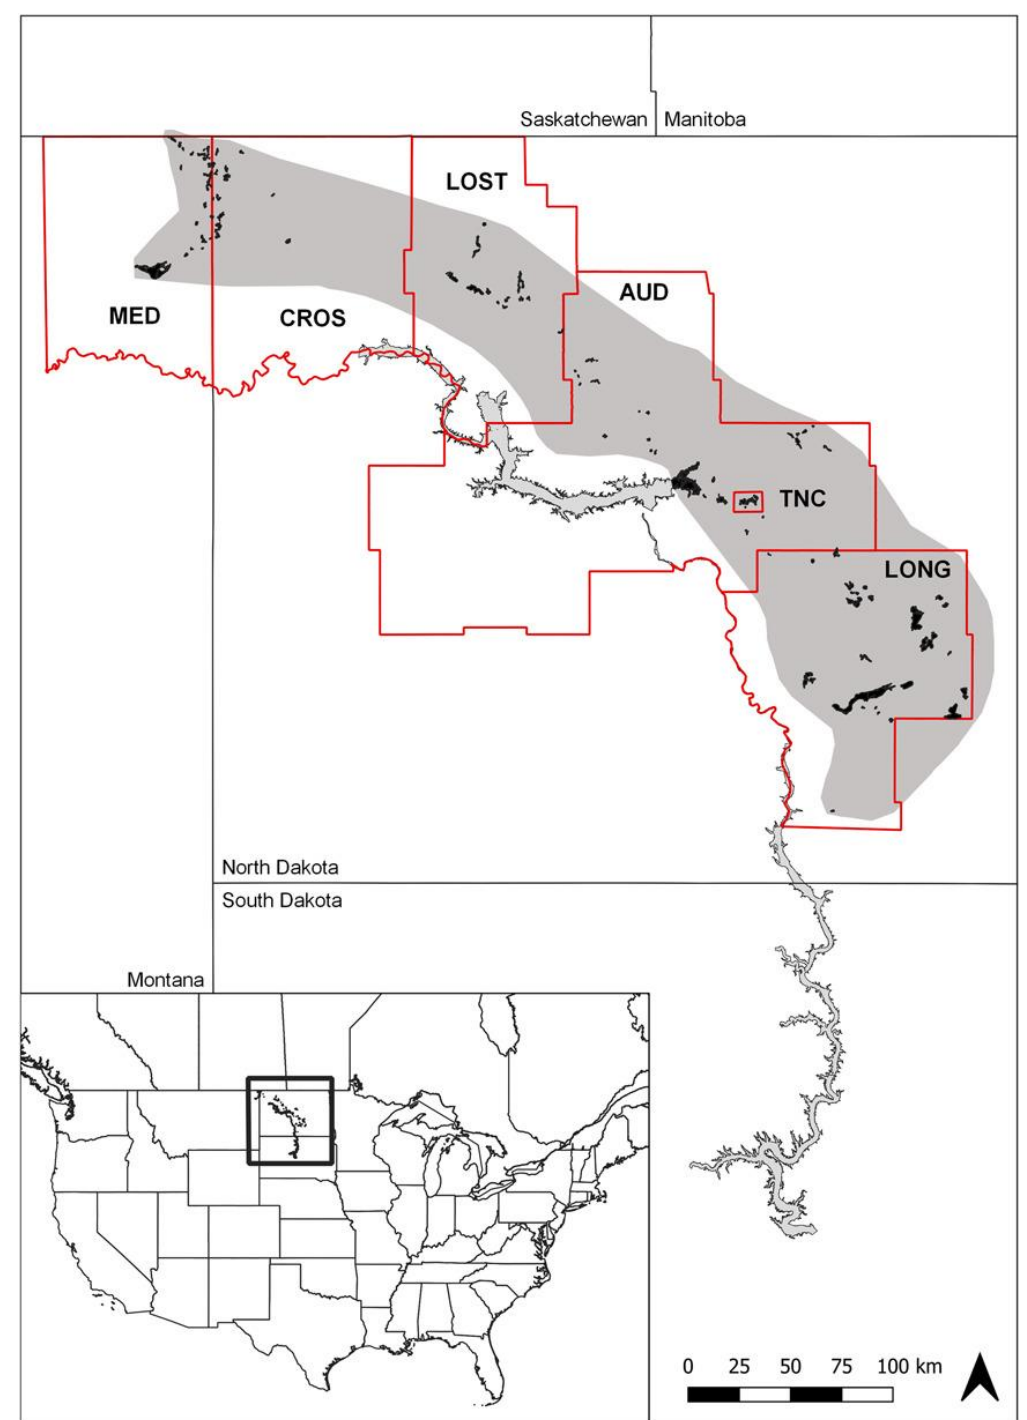 Saskatchewan Manitoba
LOST
AUD
MED
CROS
TNC
LONG
North Dakota
South Dakota
Montana
0 25 50 75 100 km